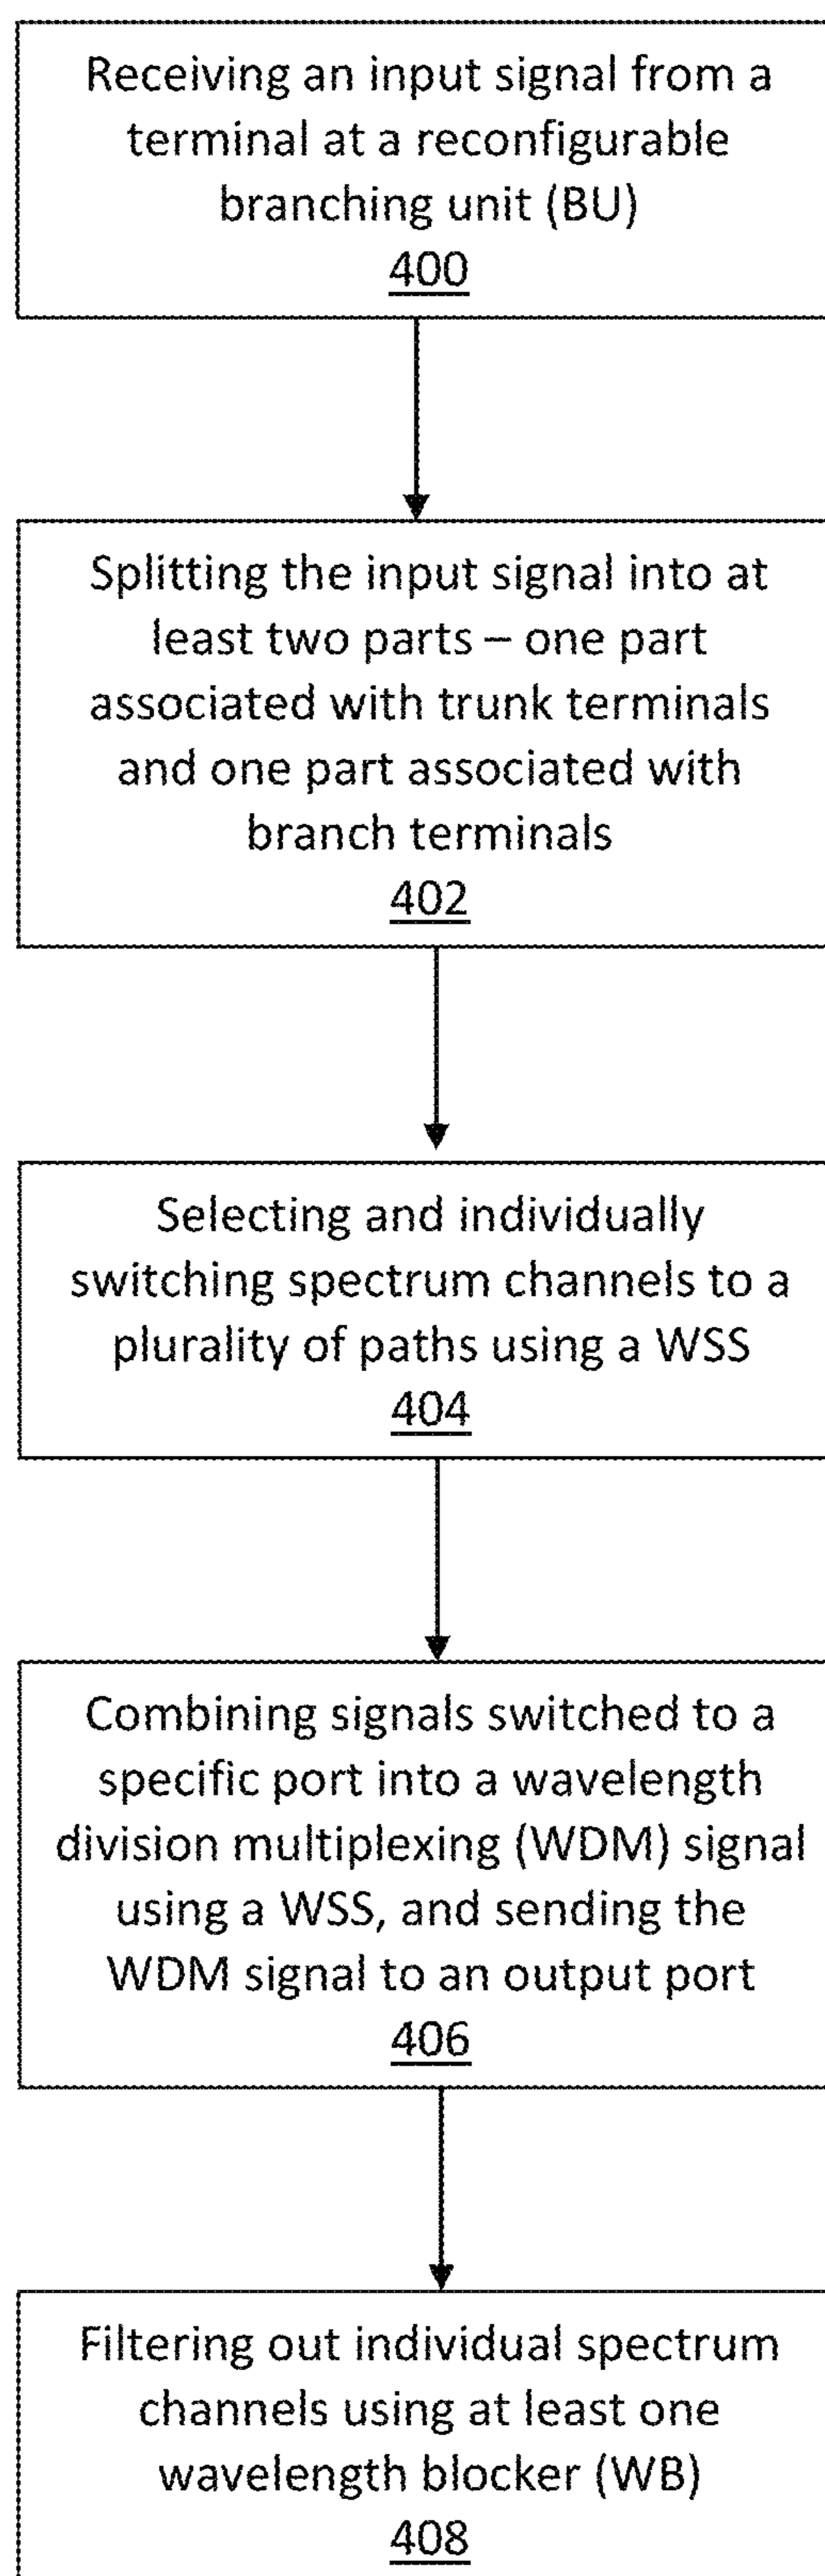 Receiving an input signal from a
terminal at a reconfigurable
branching unit (BU)
400
Splitting the input signal into at
least two parts – one part
associated with trunk terminals
and one part associated with
branch terminals
402
Selecting and individually
switching spectrum channels to a
plurality of paths using a WSS
404
Combining signals switched to a
specific port into a wavelength
division multiplexing (WDM) signal
using a WSS, and sending the
WDM signal to an output port
406
Filtering out individual spectrum
channels using at least one
wavelength blocker (WB)
408